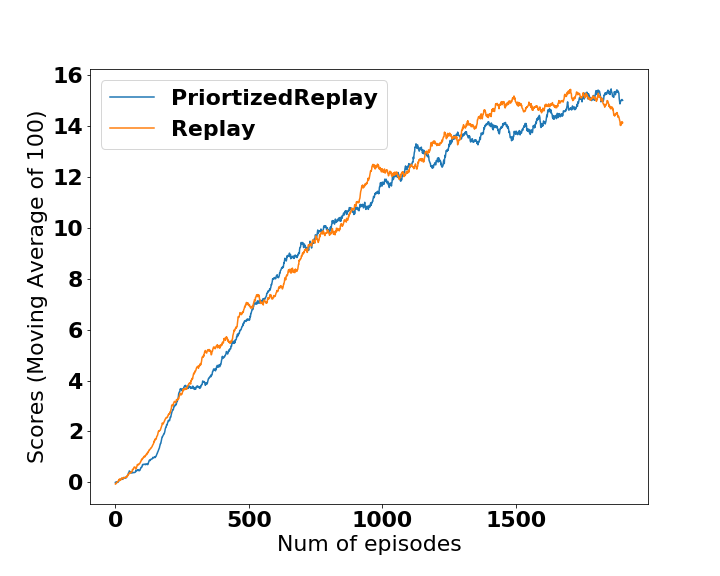 16
14
12
10
8
6
4
2
0
Scores (Moving Average of 100)
PriortizedReplay
Replay
0 500 1000 1500
Num of episodes